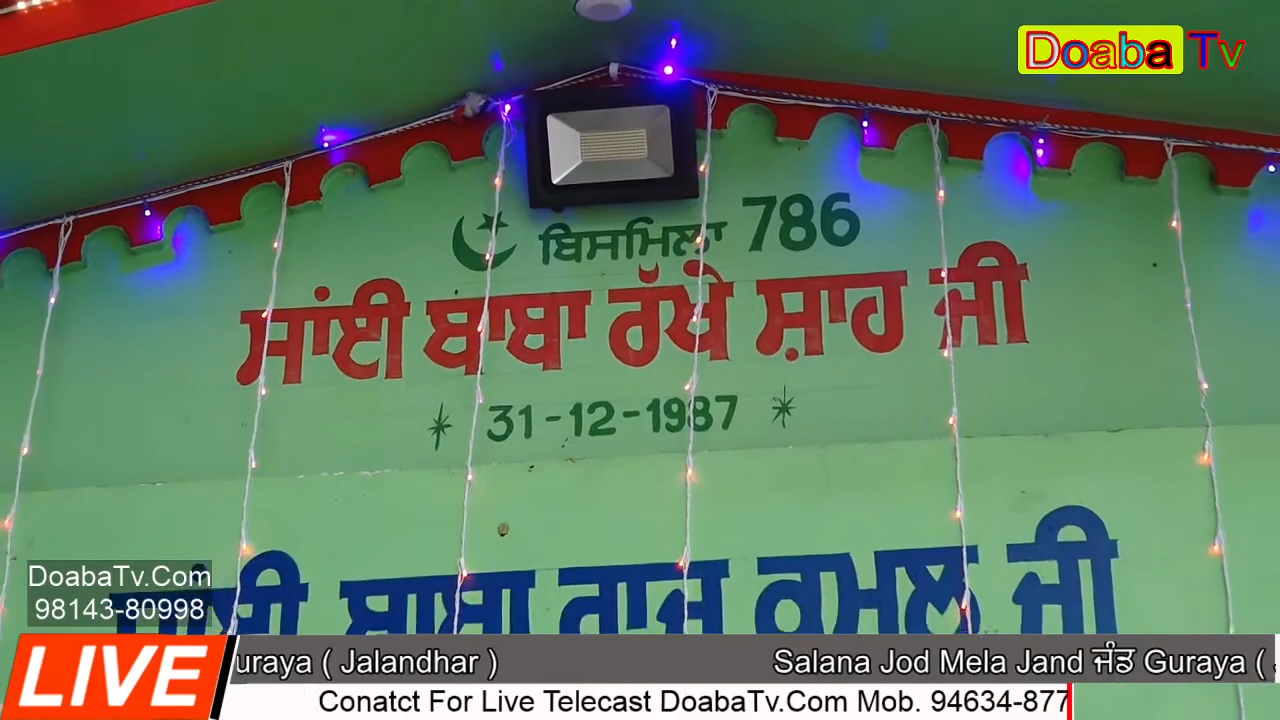 Doaba Tv
ਬਿਸਮਿਲਾ 786
ਸਾਂਈ ਬਾਬਾ ਰੱਖੇ ਸ਼ਾਹ ਜੀ
31-12-1987
ਬਾਬਾ ਰਾਜ ਕੁਮਲ ਜੀ
DoabaTv.Com
98143-80998
LIVE
uraya ( Jalandhar ) Salana Jod Mela Jand ਜੰਡ Guraya (
Conatct For Live Telecast DoabaTv.Com Mob. 94634-877